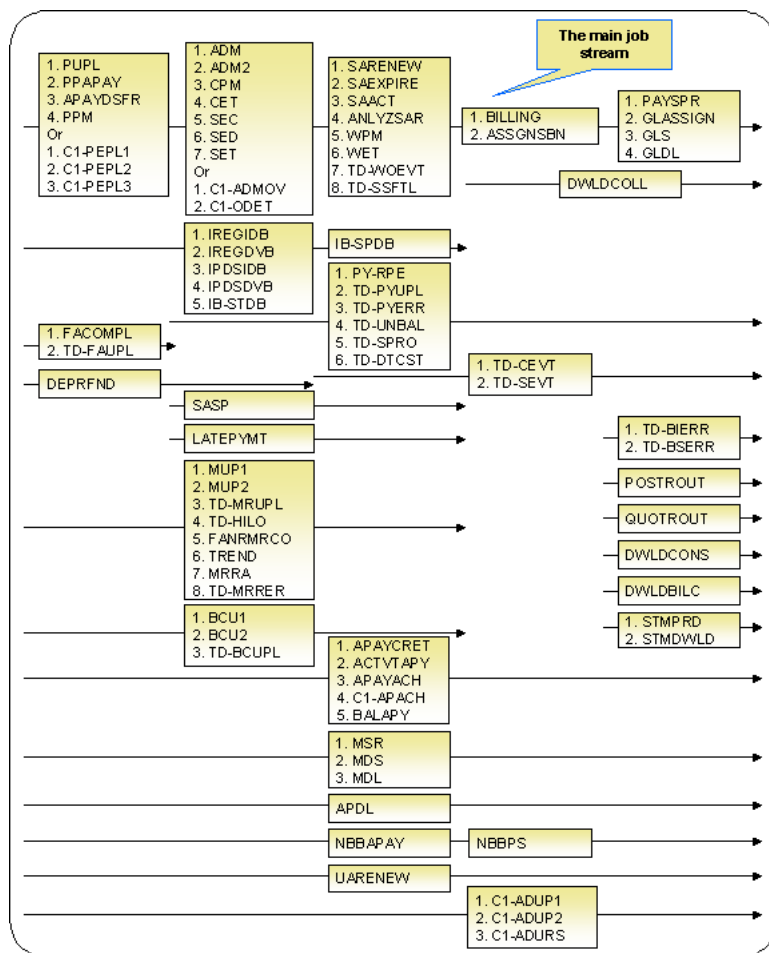 The main job
stream
1. PUPL
2. PPAPAY
3. APAYDSFR
4. PPM
Or
1. C1-PEPL1
2. C1-PEPL2
3. C1-PEPL3
1. ADM
2. ADM2
3. CPM
4. CET
5. SEC
6. SED
7. SET
Or
1. C1-ADMOV
2. C1-ODET
1. SARENEW
2. SAEXPIRE
3. SAACT
4. ANLYZSAR
5. WPM
6. WET
7. TD-WOEVT
8. TD-SSFTL
1. BILLING
2. ASSGNSBN
1. PAYSPR
2. GLASSIGN
3. GLS
4. GLDL
DWLDCOLL
1. IREGIDB
2. IREGDVB
3. IPDSIDB
4. IPDSDVB
5. IB-STDB
IB-SPDB
1. PY-RPE
2. TD-PYUPL
3. TD-PYERR
4. TD-UNBAL
5. TD-SPRO
6. TD-DTCST
1. FACOMPL
2. TD-FAUPL
DEPRFND
1. TD-CEVT
2. TD-SEVT
SASP
LATEPYMT
1. TD-BIERR
2. TD-BSERR
1. MUP1
2. MUP2
3. TD-MRUPL
4. TD-HILO
5. FANRMRCO
6. TREND
7. MRRA
8. TD-MRRER
POSTROUT
QUOTROUT
DWLDCONS
DWLDBILC
1. STMPRD
2. STMDWLD
1. BCU1
2. BCU2
3. TD-BCUPL
1. APAYCRET
2. ACTVTAPY
3. APAYACH
4. C1-APACH
5. BALAPY
1. MSR
2. MDS
3. MDL
APDL
NBBAPAY
NBBPS
UARENEW
1. C1-ADUP1
2. C1-ADUP2
3. C1-ADURS